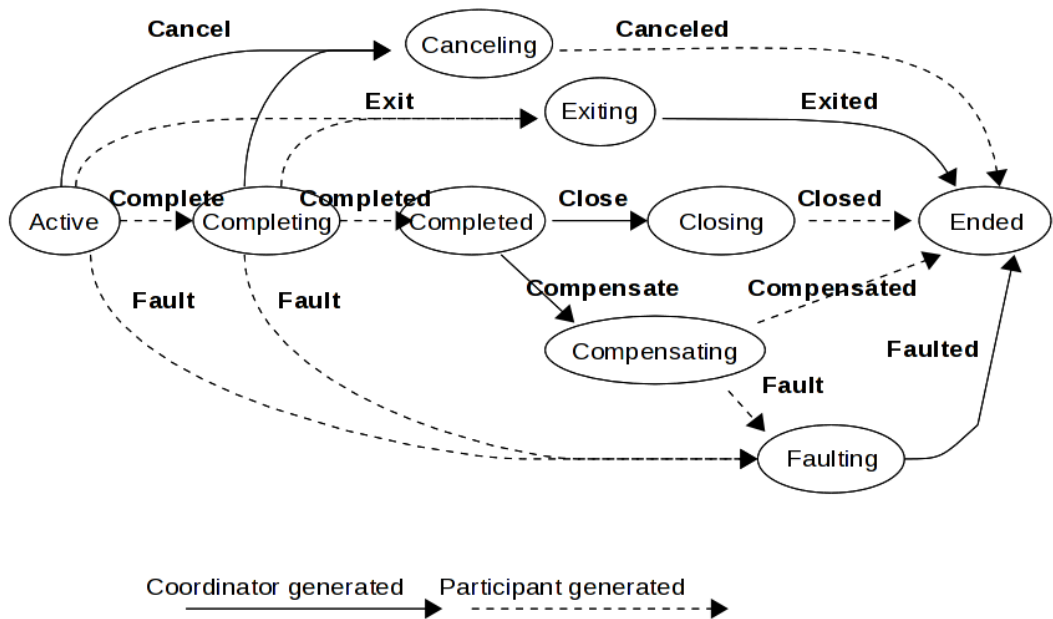 Cancel
Canceling
Canceled
Exit
Exiting
Exited
Active
Complete
Completing
Completed
Completed
Close
Closing
Closed
Ended
Fault
Fault
Compensate
Compensated
Compensating
Faulted
Fault
Faulting
Coordinator generated
Participant generated